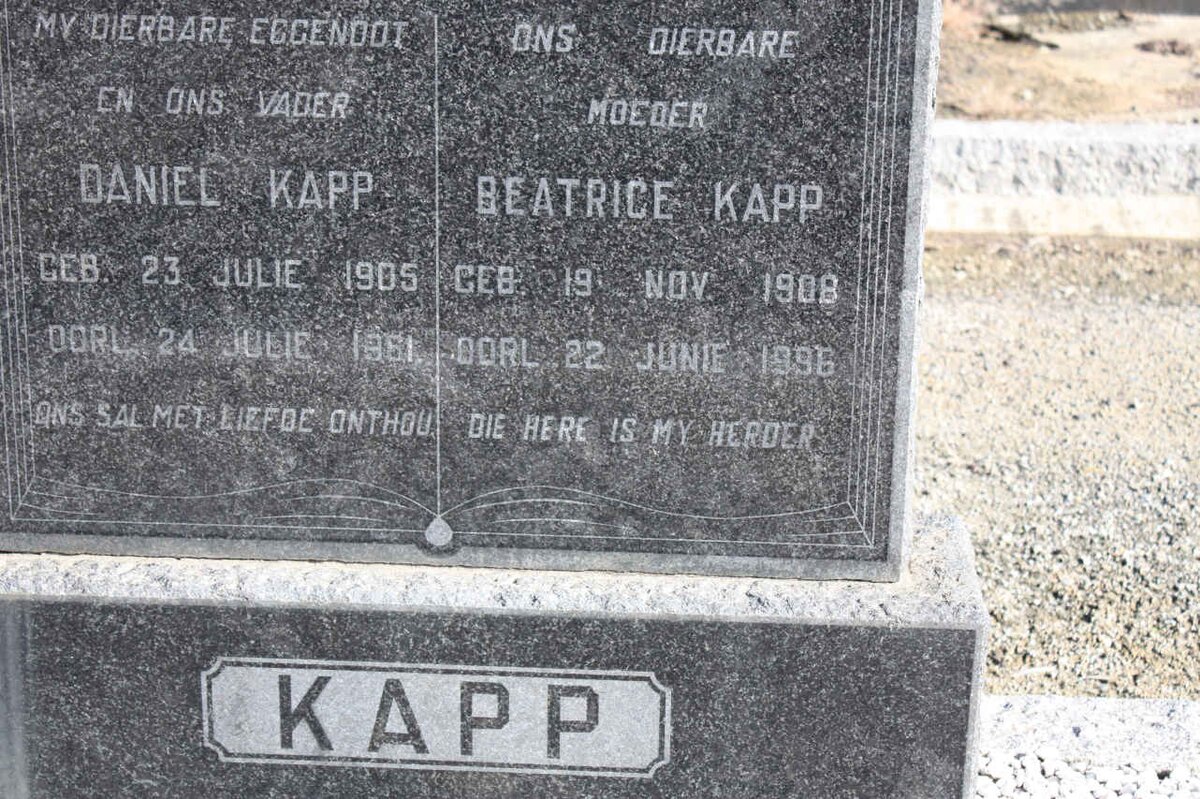 MY DIERBARE EGGENOOT
EN ONS VADER
DANIEL KAPP
GEB. 23 JULIE 1905
OORL. 24 JULIE 1961
ONS SAL MET LIEFDE ONTHOU
ONS DIERBARE
MOEDER
BEATRICE KAPP
GEB. 19 NOV. 1908
OORL. 22 JUNIE 1996
DIE HERE IS MY HERDER
KAPP